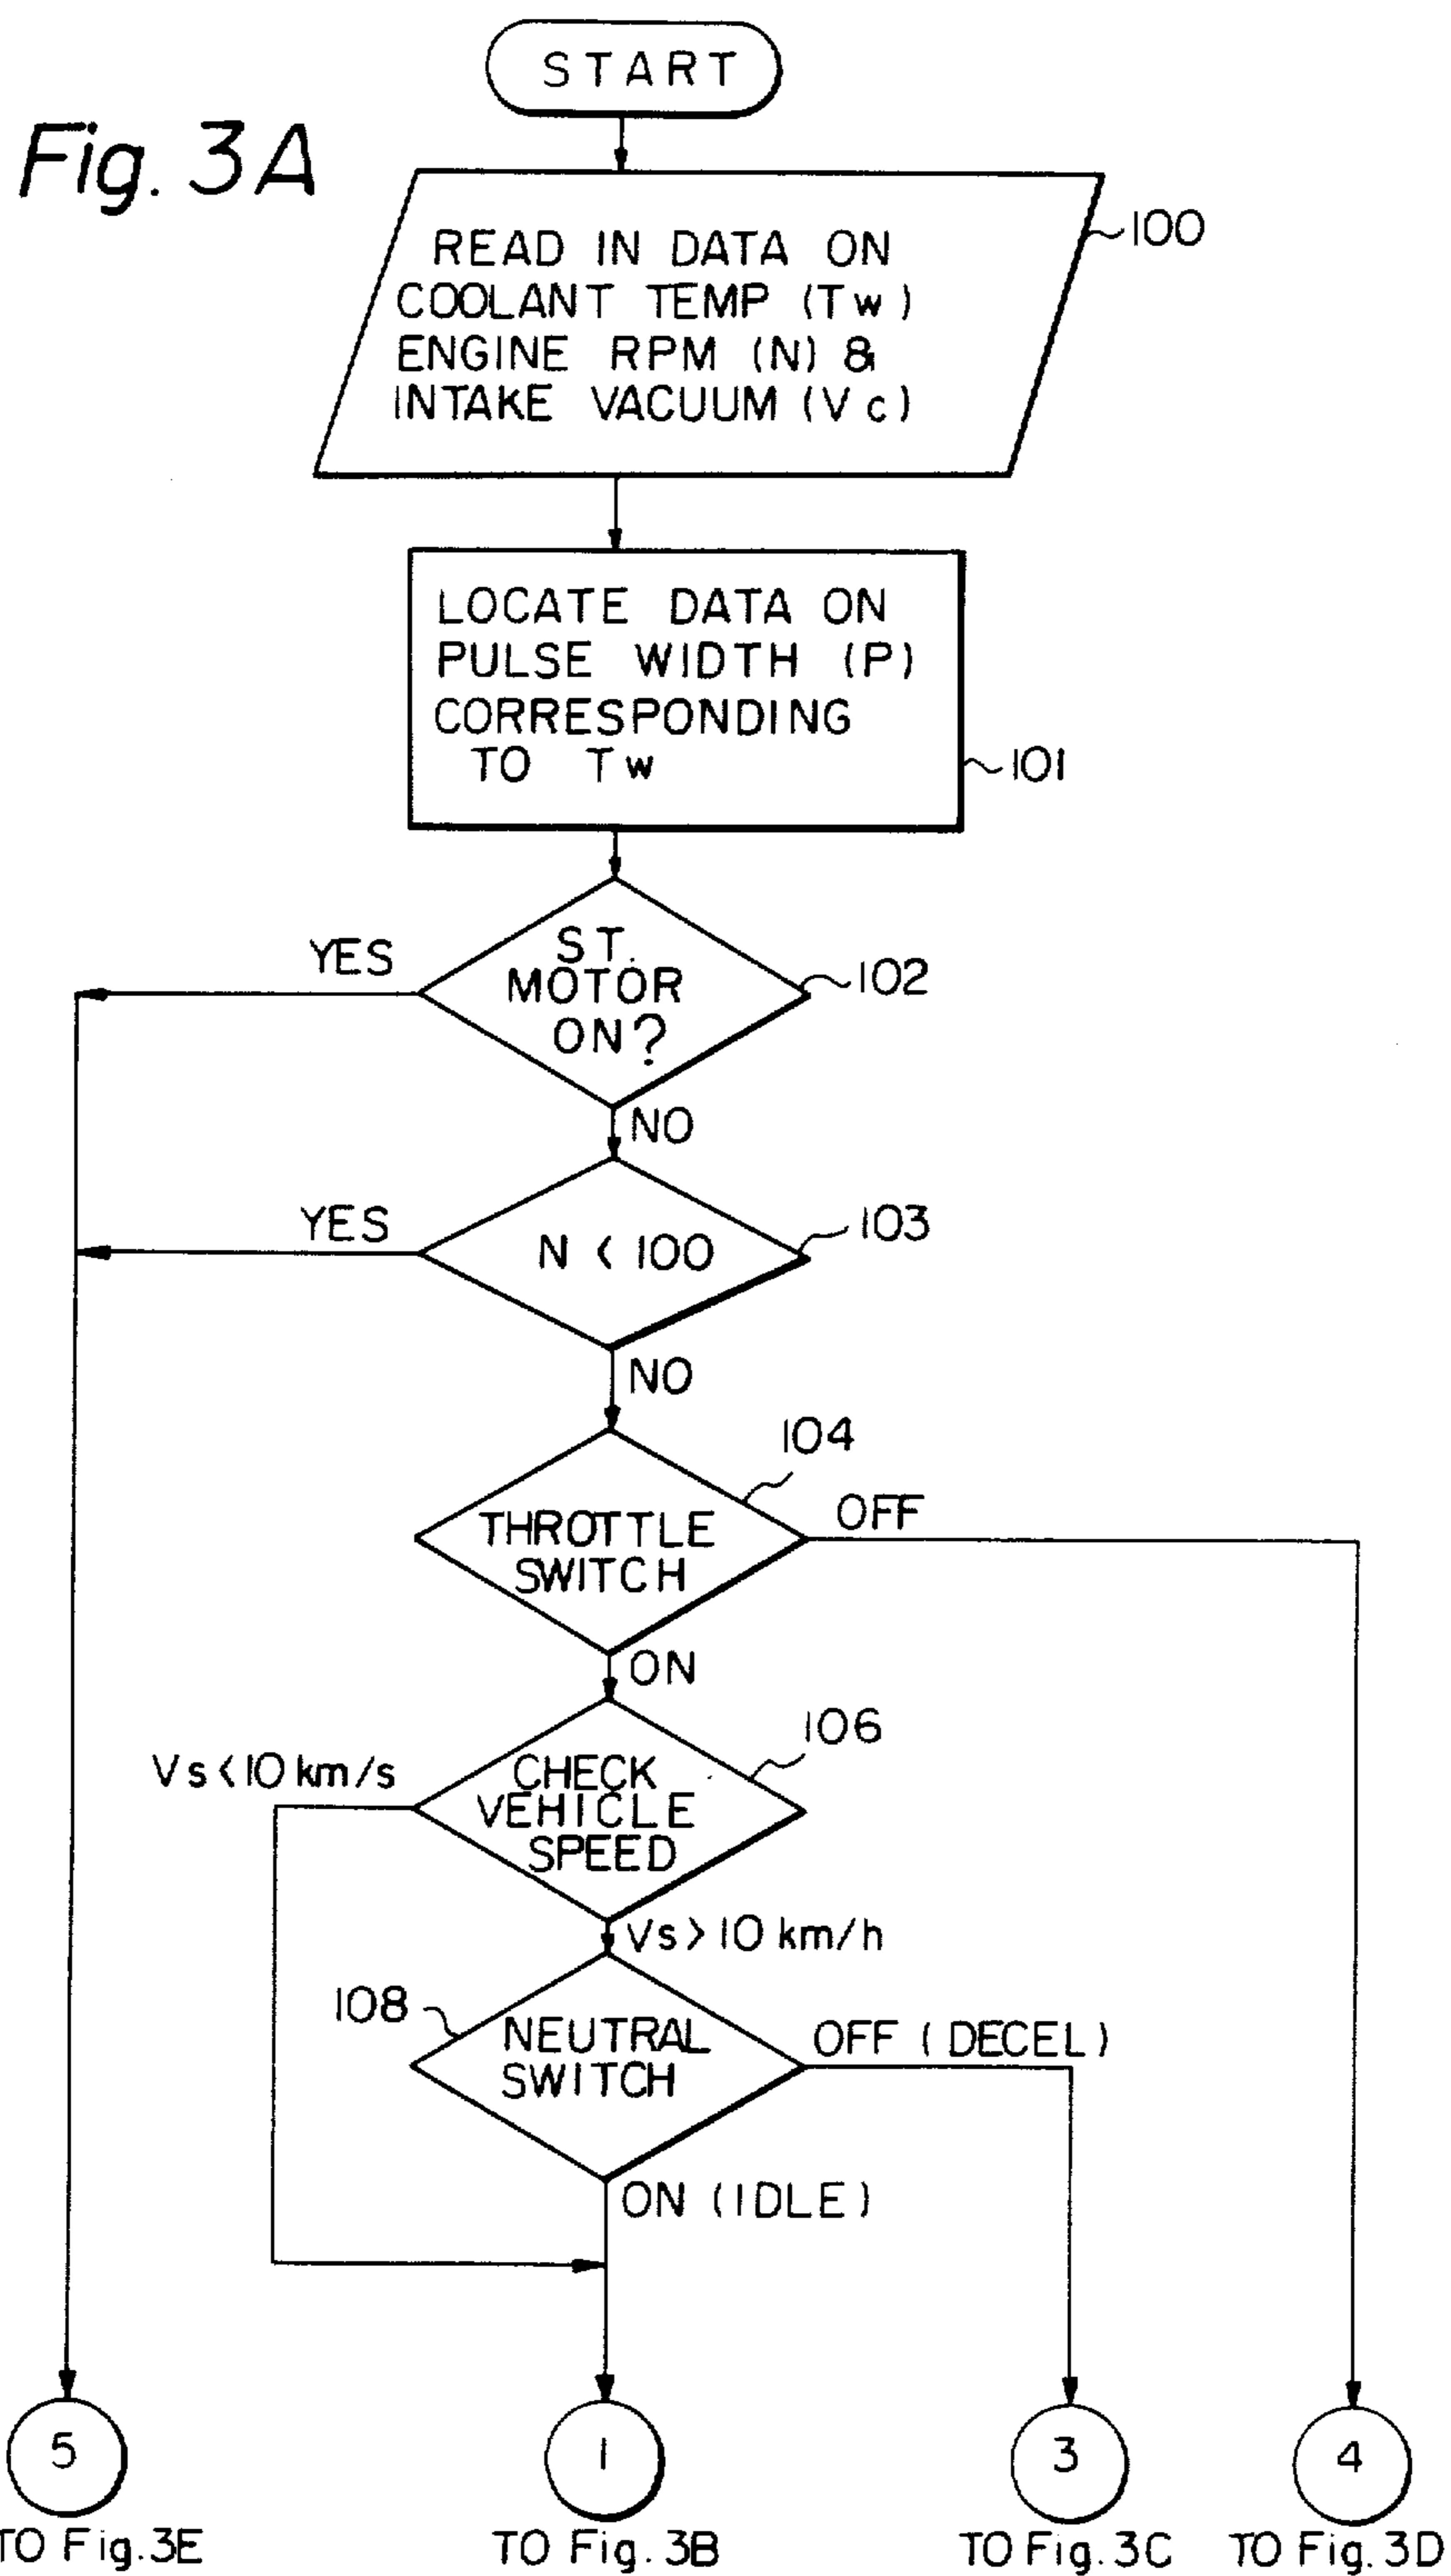 START
Fig. 3A
READ IN DATA ON
COOLANT TEMP (Tw)
ENGINE RPM (N) &
INTAKE VACUUM (Vc)
100
LOCATE DATA ON
PULSE WIDTH (P)
CORRESPONDING
TO Tw
101
YES
ST.
MOTOR
ON?
102
NO
YES
N < 100
103
NO
104
THROTTLE
SWITCH
OFF
ON
106
Vs < 10 km/s
CHECK
VEHICLE
SPEED
Vs > 10 km/h
108
NEUTRAL
SWITCH
OFF (DECEL)
ON (IDLE)
5
1
3
4
TO Fig. 3E
TO Fig. 3B
TO Fig. 3C
TO Fig. 3D